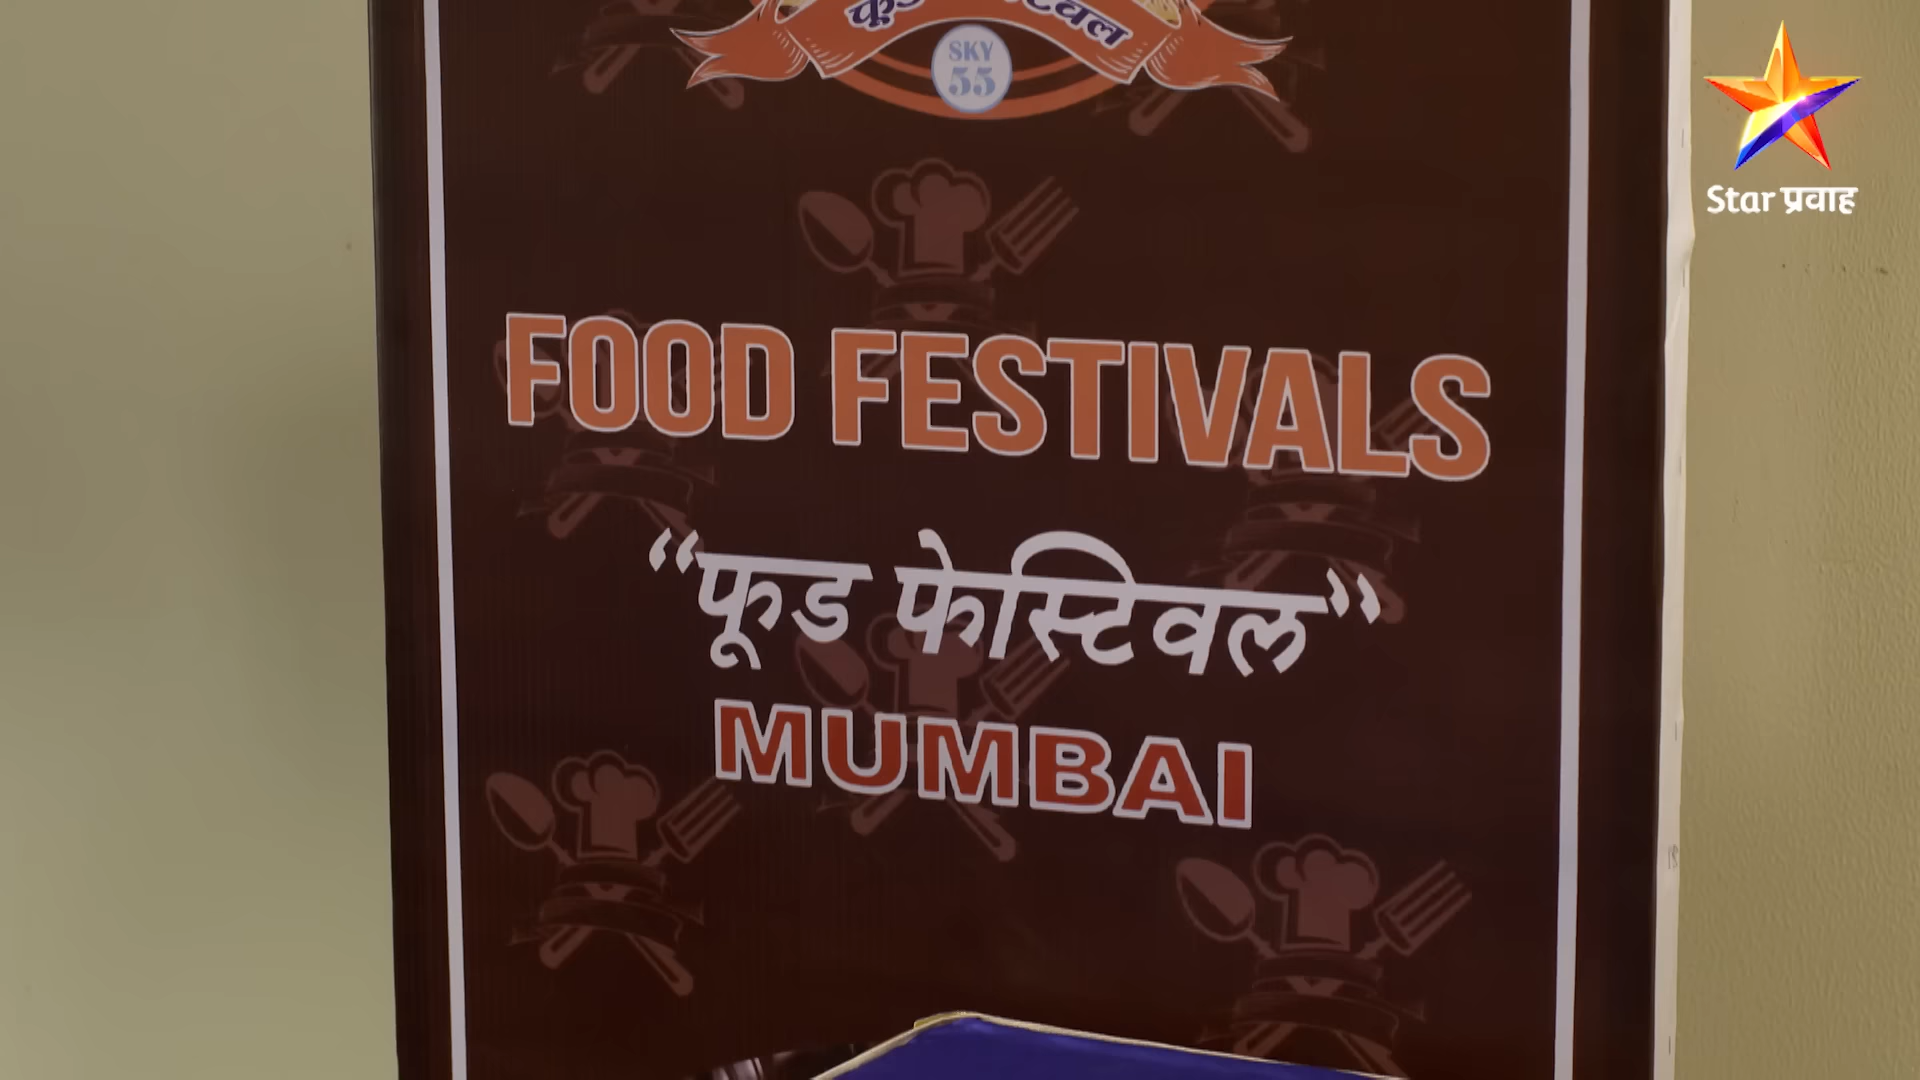 SKY
55
Star प्रवाह
FOOD FESTIVALS
“फूड फेस्टिवल”
MUMBAI